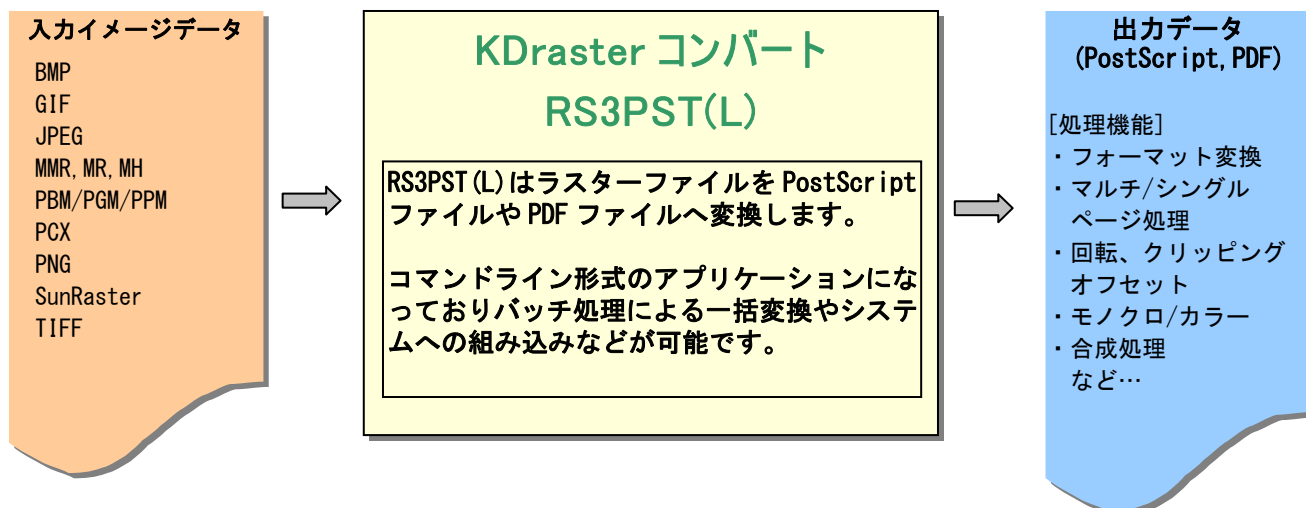 入力イメージデータ
BMP
GIF
JPEG
MMR,MR,MH
PBM/PGM/PPM
PCX
PNG
SunRaster
TIFF
KDraster コンバート
RS3PST(L)
RS3PST(L)はラスターファイルを PostScript
ファイルや PDF ファイルへ変換します。
コマンドライン形式のアプリケーションにな
っておりバッチ処理による一括変換やシステ
ムへの組み込みなどが可能です。
出力データ
(PostScript,PDF)
[処理機能]
・フォーマット変換
・マルチ/シングル
ページ処理
・回転、クリッピング
オフセット
・モノクロ/カラー
・合成処理
など…